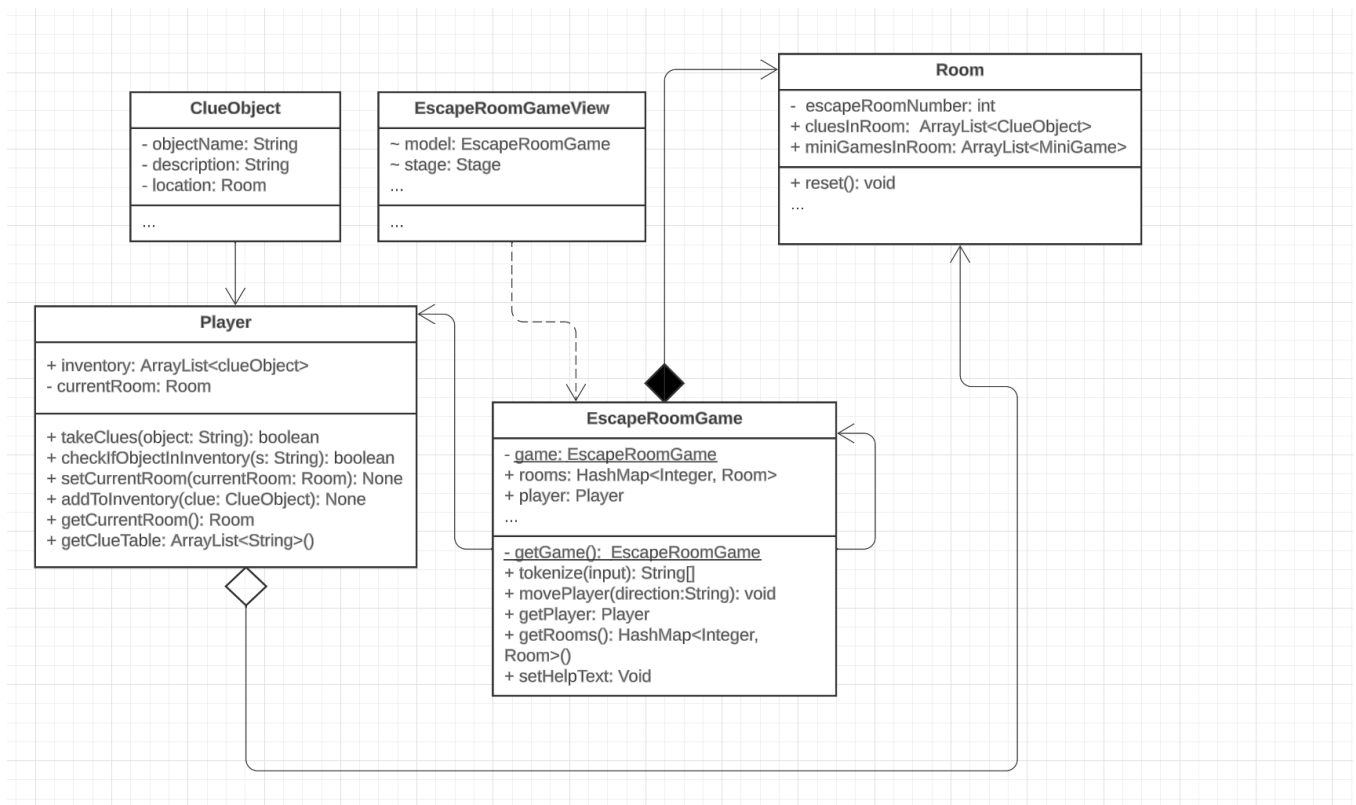 ClueObject
- objectName: String
- description: String
- location: Room
...
EscapeRoomGameView
~ model: EscapeRoomGame
~ stage: Stage
...
...
Room
- escapeRoomNumber: int
+ cluesInRoom: ArrayList<ClueObject>
+ miniGamesInRoom: ArrayList<MiniGame>
+ reset(): void
...
Player
+ inventory: ArrayList<clueObject>
- currentRoom: Room
+ takeClues(object: String): boolean
+ checkIfObjectInInventory(s: String): boolean
+ setCurrentRoom(currentRoom: Room): None
+ addToInventory(clue: ClueObject): None
+ getCurrentRoom(): Room
+ getClueTable: ArrayList<String>()
EscapeRoomGame
- game: EscapeRoomGame
+ rooms: HashMap<Integer, Room>
+ player: Player
...
- getGame(): EscapeRoomGame
+ tokenize(input): String[]
+ movePlayer(direction:String): void
+ getPlayer: Player
+ getRooms(): HashMap<Integer,
Room>()
+ setHelpText: Void